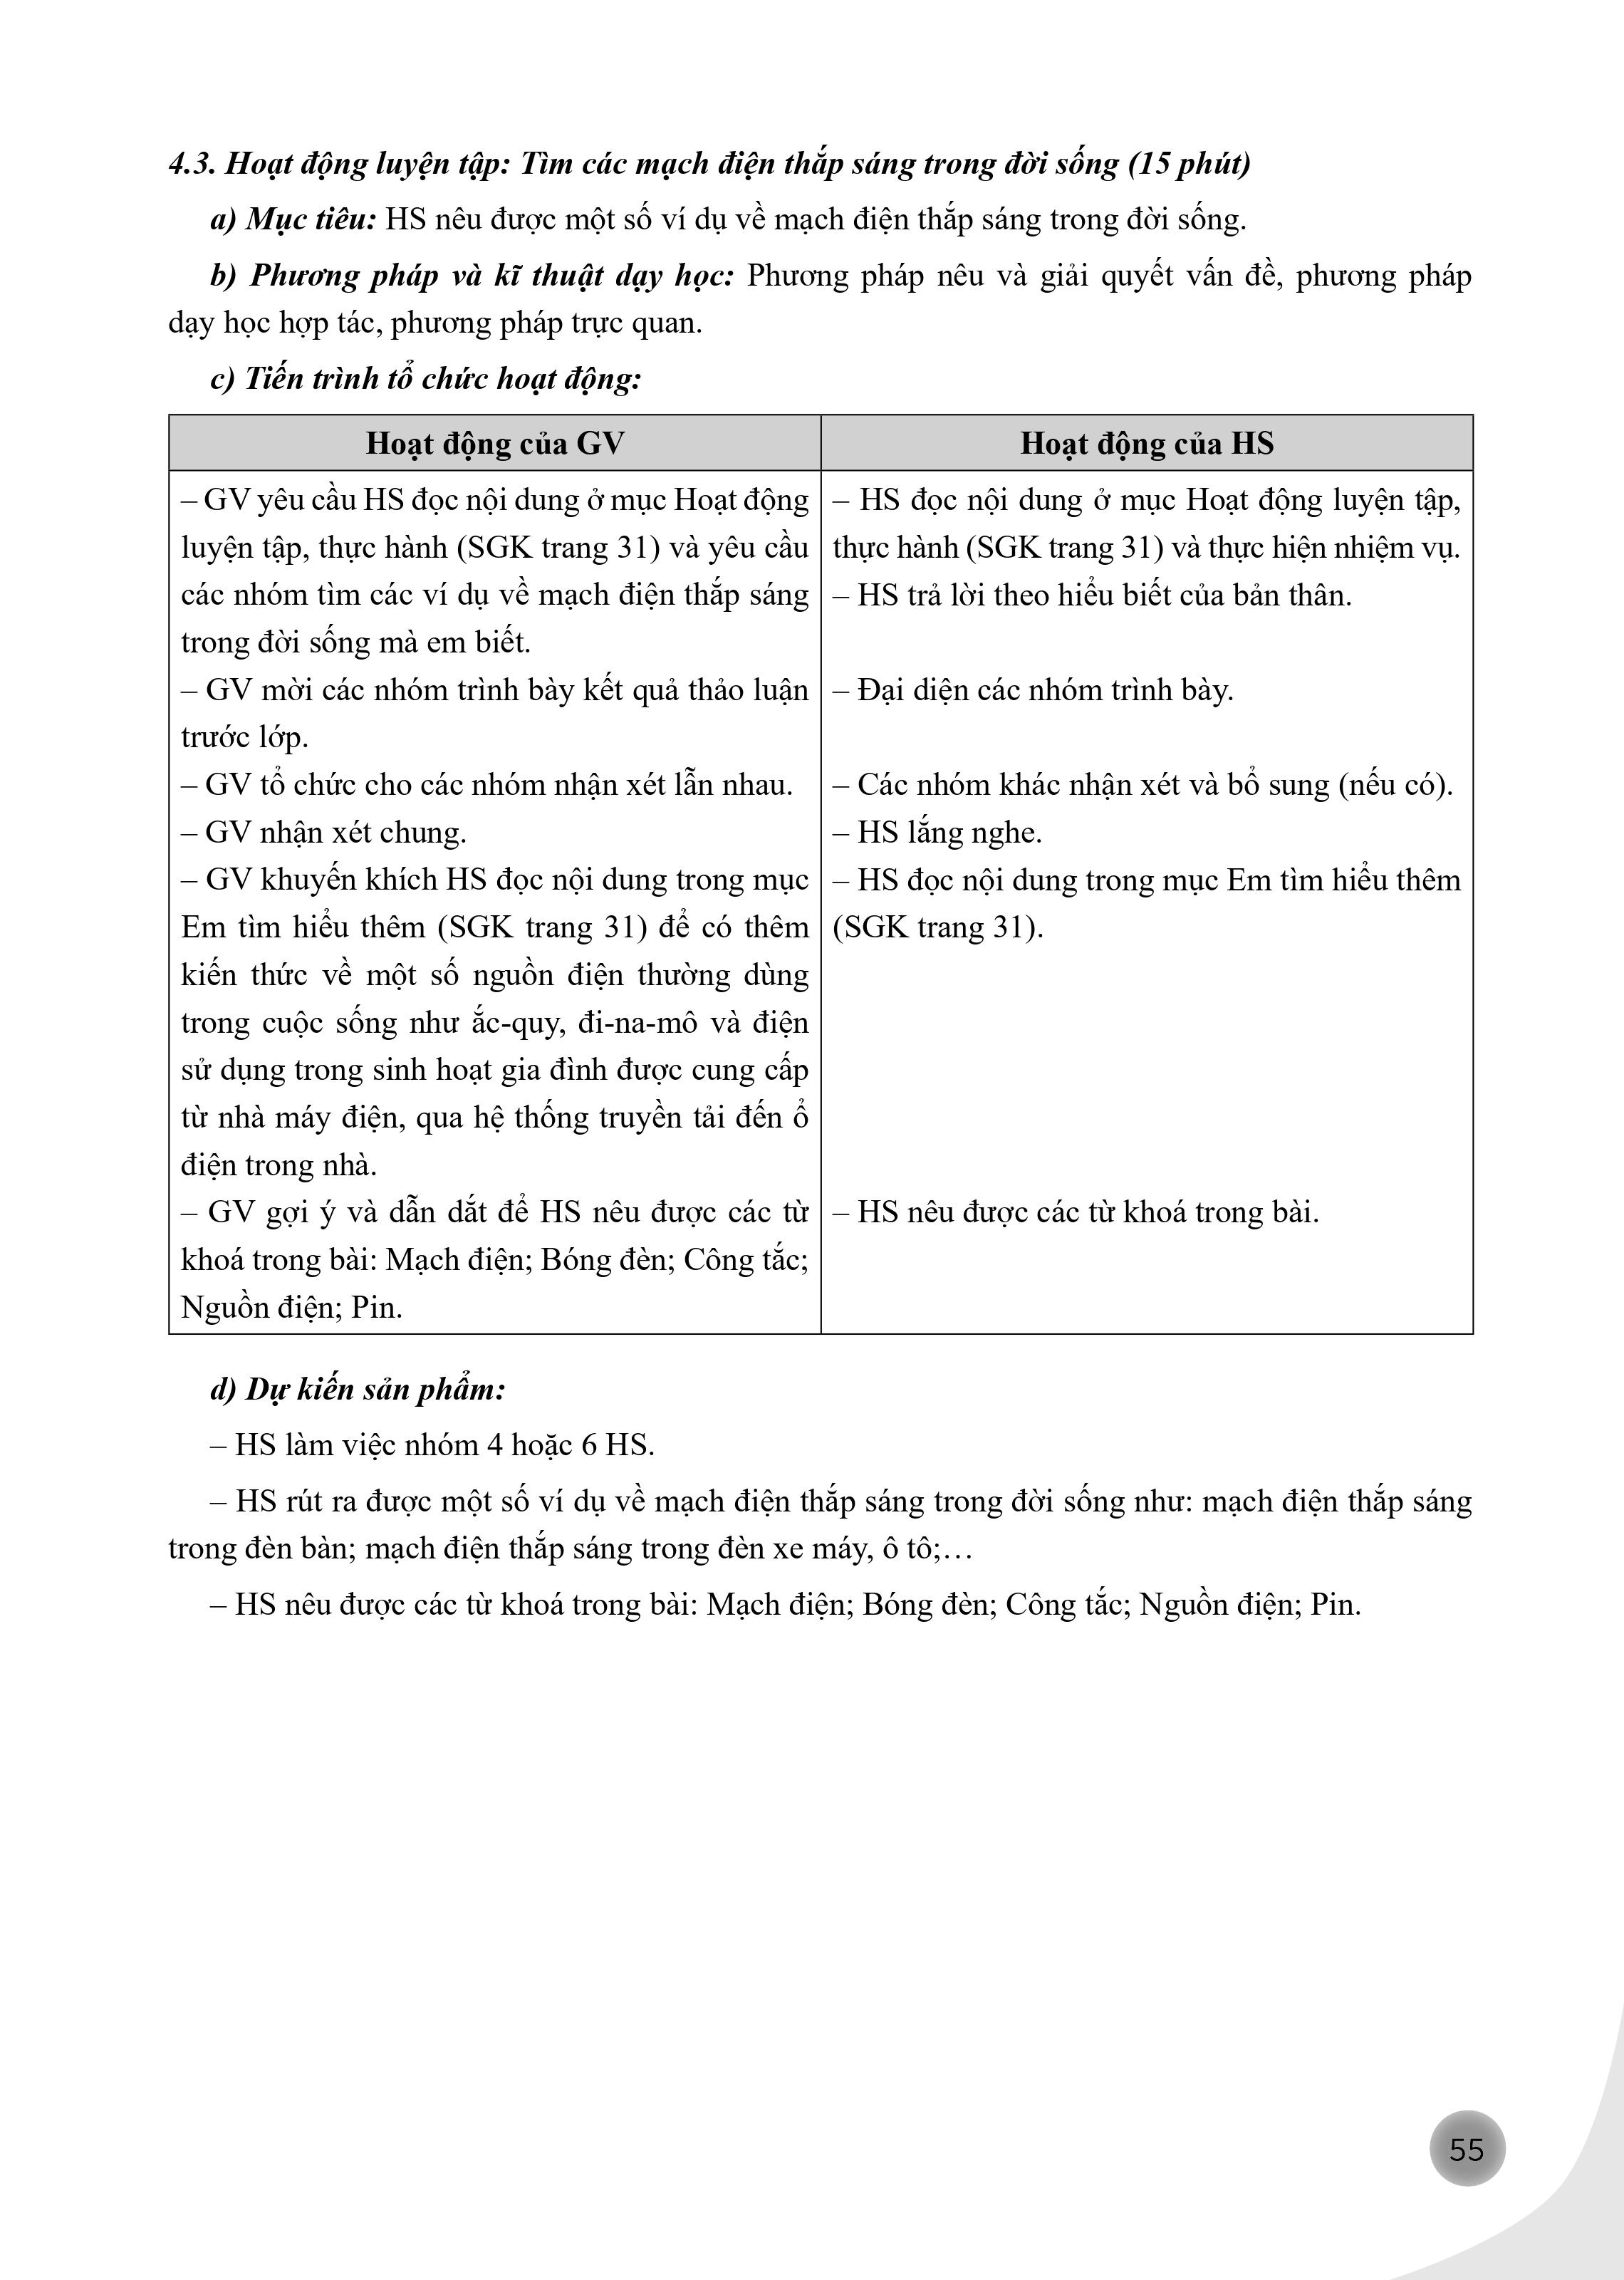 4.3. Hoạt động luyện tập: Tìm các mạch điện thắp sáng trong đời sống (15 phút)
a) Mục tiêu: HS nêu được một số ví dụ về mạch điện thắp sáng trong đời sống.
b) Phương pháp và kĩ thuật dạy học: Phương pháp nêu và giải quyết vấn đề, phương pháp
dạy học hợp tác, phương pháp trực quan.
c) Tiến trình tổ chức hoạt động:
Hoạt động của GV
– GV yêu cầu HS đọc nội dung ở mục Hoạt động
luyện tập, thực hành (SGK trang 31) và yêu cầu
các nhóm tìm các ví dụ về mạch điện thắp sáng
trong đời sống mà em biết.
– GV mời các nhóm trình bày kết quả thảo luận
trước lớp.
– GV tổ chức cho các nhóm nhận xét lẫn nhau.
– GV nhận xét chung.
– GV khuyến khích HS đọc nội dung trong mục
Em tìm hiểu thêm (SGK trang 31) để có thêm
kiến thức về một số nguồn điện thường dùng
trong cuộc sống như ắc-quy, đi-na-mô và điện
sử dụng trong sinh hoạt gia đình được cung cấp
từ nhà máy điện, qua hệ thống truyền tải đến ổ
điện trong nhà.
– GV gợi ý và dẫn dắt để HS nêu được các từ
khoá trong bài: Mạch điện; Bóng đèn; Công tắc;
Nguồn điện; Pin.
Hoạt động của HS
– HS đọc nội dung ở mục Hoạt động luyện tập,
thực hành (SGK trang 31) và thực hiện nhiệm vụ.
– HS trả lời theo hiểu biết của bản thân.
– Đại diện các nhóm trình bày.
– Các nhóm khác nhận xét và bổ sung (nếu có).
– HS lắng nghe.
– HS đọc nội dung trong mục Em tìm hiểu thêm
(SGK trang 31).
– HS nêu được các từ khoá trong bài.
d) Dự kiến sản phẩm:
– HS làm việc nhóm 4 hoặc 6 HS.
– HS rút ra được một số ví dụ về mạch điện thắp sáng trong đời sống như: mạch điện thắp sáng
trong đèn bàn; mạch điện thắp sáng trong đèn xe máy, ô tô;…
– HS nêu được các từ khoá trong bài: Mạch điện; Bóng đèn; Công tắc; Nguồn điện; Pin.
55